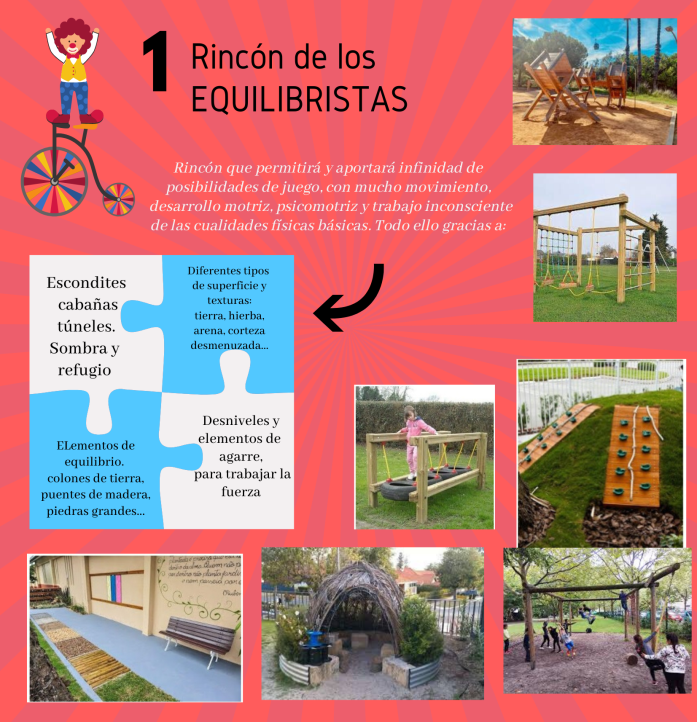 1
Rincón de los
EQUILIBRISTAS
Rincón que permitirá y aportará infinidad de
posibilidades de juego, con mucho movimiento,
desarrollo motriz, psicomotriz y trabajo inconsciente
de las cualidades físicas básicas. Todo ello gracias a:
Escondites
cabañas
túneles.
Sombra y
refugio
Diferentes tipos
de superficie y
texturas:
tierra, hierba,
arena, corteza
desmenuzada...
ELementos de
equilibrio.
colones de tierra,
puentes de madera,
piedras grandes...
Desniveles y
elementos de
agarre,
para trabajar la
fuerza